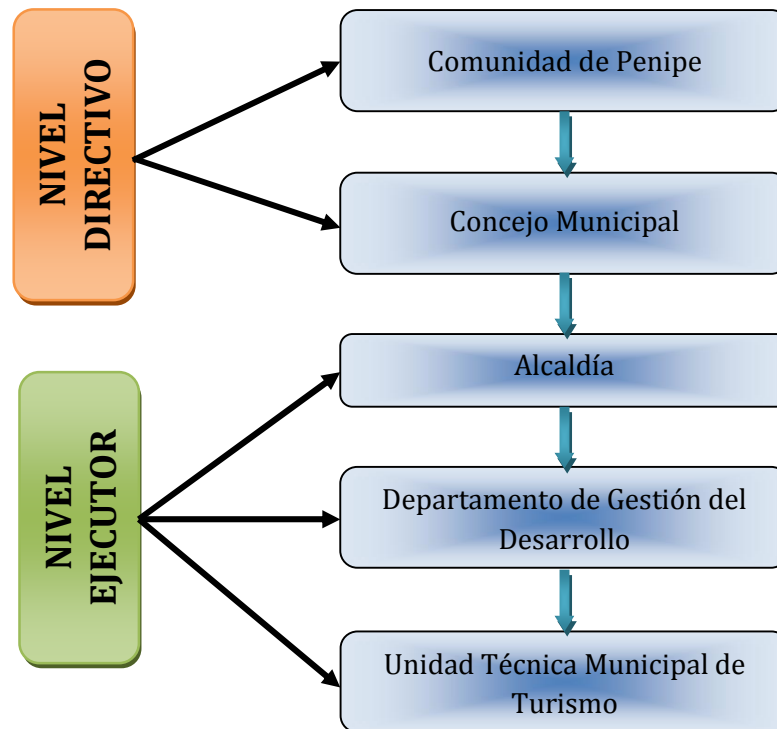 NIVEL
DIRECTIVO
Comunidad de Penipe
Concejo Municipal
NIVEL
EJECUTOR
Alcaldía
Departamento de Gestión del
Desarrollo
Unidad Técnica Municipal de
Turismo